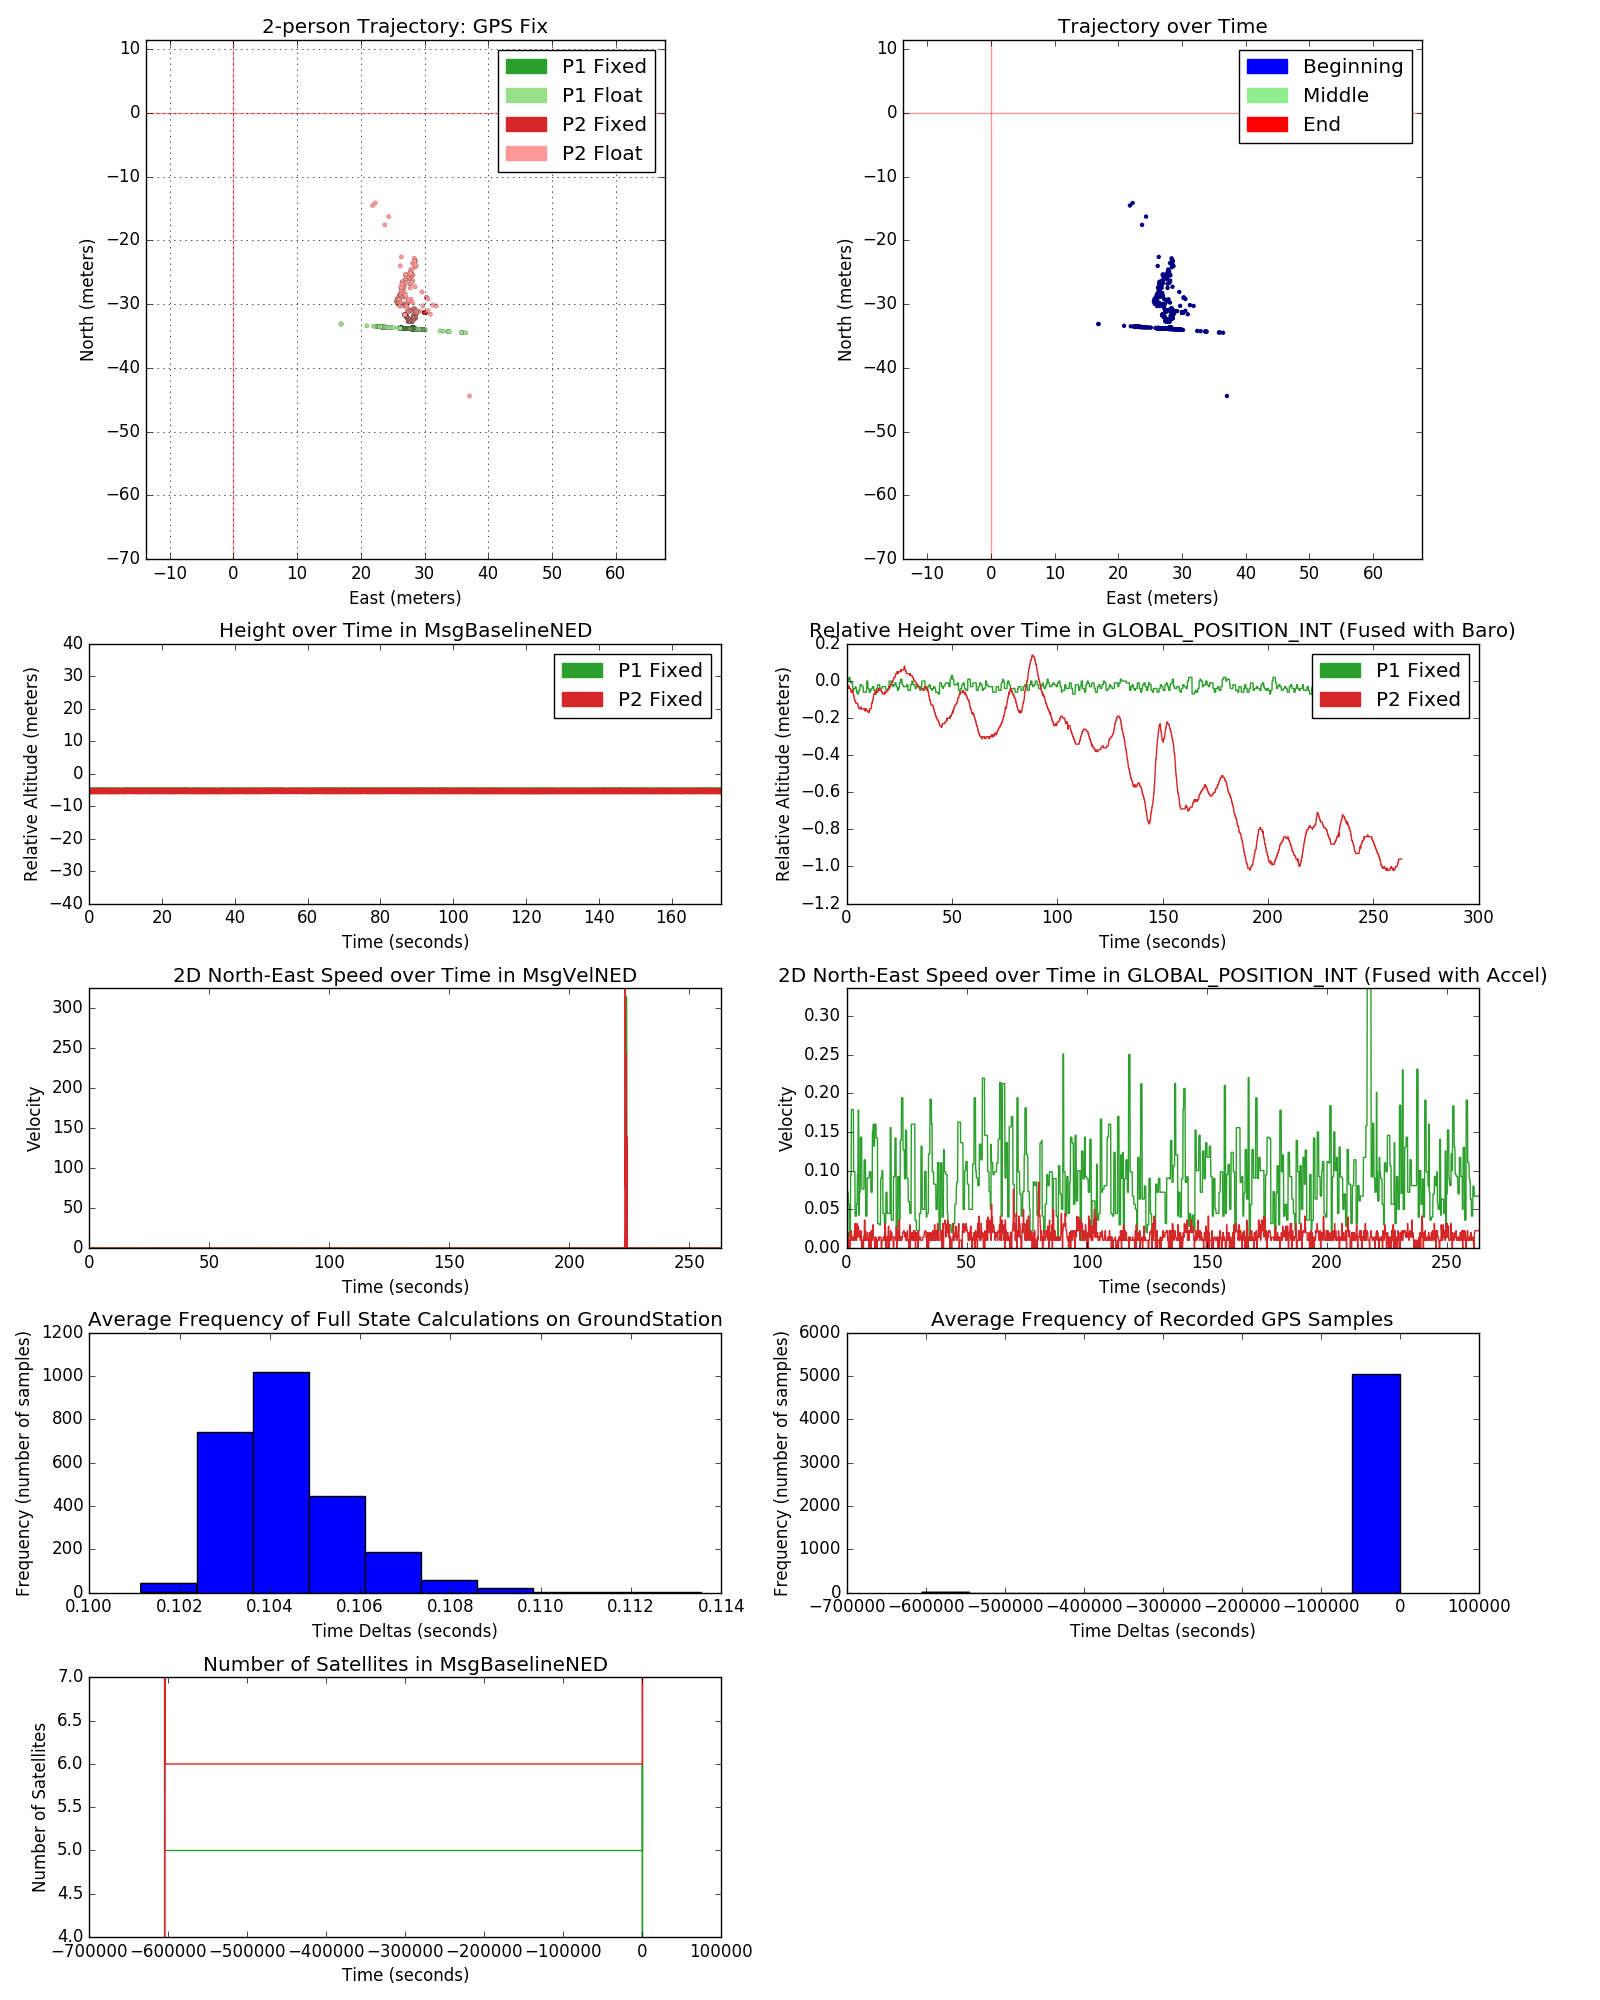 2-person Trajectory: GPS Fix
10
0
−10
−20
−30
−40
−50
−60
−70
North (meters)
P1 Fixed
P1 Float
P2 Fixed
P2 Float
−10 0 10 20 30 40 50 60
East (meters)
Trajectory over Time
10
0
−10
−20
−30
−40
−50
−60
−70
North (meters)
Beginning
Middle
End
−10 0 10 20 30 40 50 60
East (meters)
Height over Time in MsgBaselineNED
40
30
20
10
0
−10
−20
−30
−40
Relative Altitude (meters)
P1 Fixed
P2 Fixed
0 20 40 60 80 100 120 140 160
Time (seconds)
Relative Height over Time in GLOBAL_POSITION_INT (Fused with Baro)
0.2
0.0
−0.2
−0.4
−0.6
−0.8
−1.0
−1.2
Relative Altitude (meters)
P1 Fixed
P2 Fixed
0 50 100 150 200 250 300
Time (seconds)
2D North-East Speed over Time in MsgVelNED
300
250
200
150
100
50
0
Velocity
0 50 100 150 200 250
Time (seconds)
2D North-East Speed over Time in GLOBAL_POSITION_INT (Fused with Accel)
0.30
0.25
0.20
0.15
0.10
0.05
0.00
Velocity
0 50 100 150 200 250
Time (seconds)
Average Frequency of Full State Calculations on GroundStation
1200
1000
800
600
400
200
0
Frequency (number of samples)
0.100 0.102 0.104 0.106 0.108 0.110 0.112 0.114
Time Deltas (seconds)
Average Frequency of Recorded GPS Samples
6000
5000
4000
3000
2000
1000
0
Frequency (number of samples)
−700000 −600000 −500000 −400000 −300000 −200000 −100000 0 100000
Time Deltas (seconds)
Number of Satellites in MsgBaselineNED
7.0
6.5
6.0
5.5
5.0
4.5
4.0
Number of Satellites
−700000 −600000 −500000 −400000 −300000 −200000 −100000 0 100000
Time (seconds)